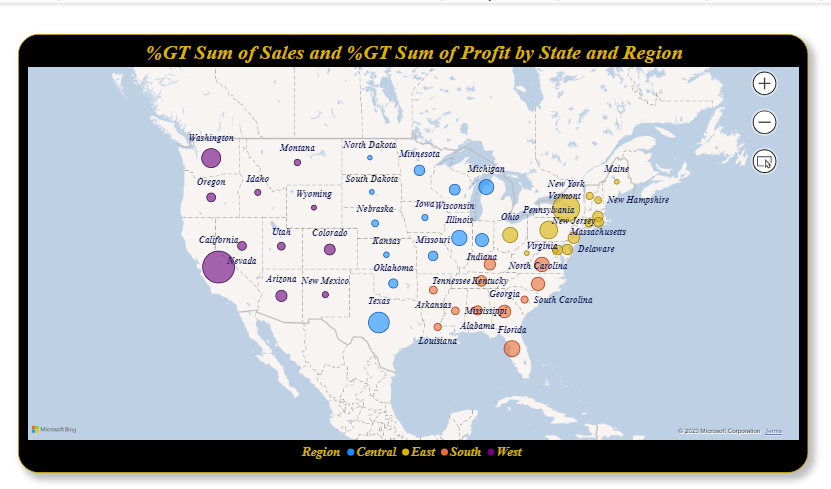 %GT Sum of Sales and %GT Sum of Profit by State and Region
Washington
Montana
North Dakota
Minnesota
Michigan
Maine
Oregon
Idaho
Wyoming
South Dakota
New York
Vermont
New Hampshire
Nebraska
Iowa
Wisconsin
Pennsylvania
Ohio
New Jersey
Illinois
Massachusetts
California
Utah
Colorado
Kansas
Missouri
Virginia
Delaware
Nevada
Indiana
North Carolina
Oklahoma
Arizona
New Mexico
Tennessee
Kentucky
Texas
Georgia
South Carolina
Arkansas
Mississippi
Alabama
Florida
Louisiana
Microsoft Bing
© 2023 Microsoft Corporation Terms
Region Central East South West